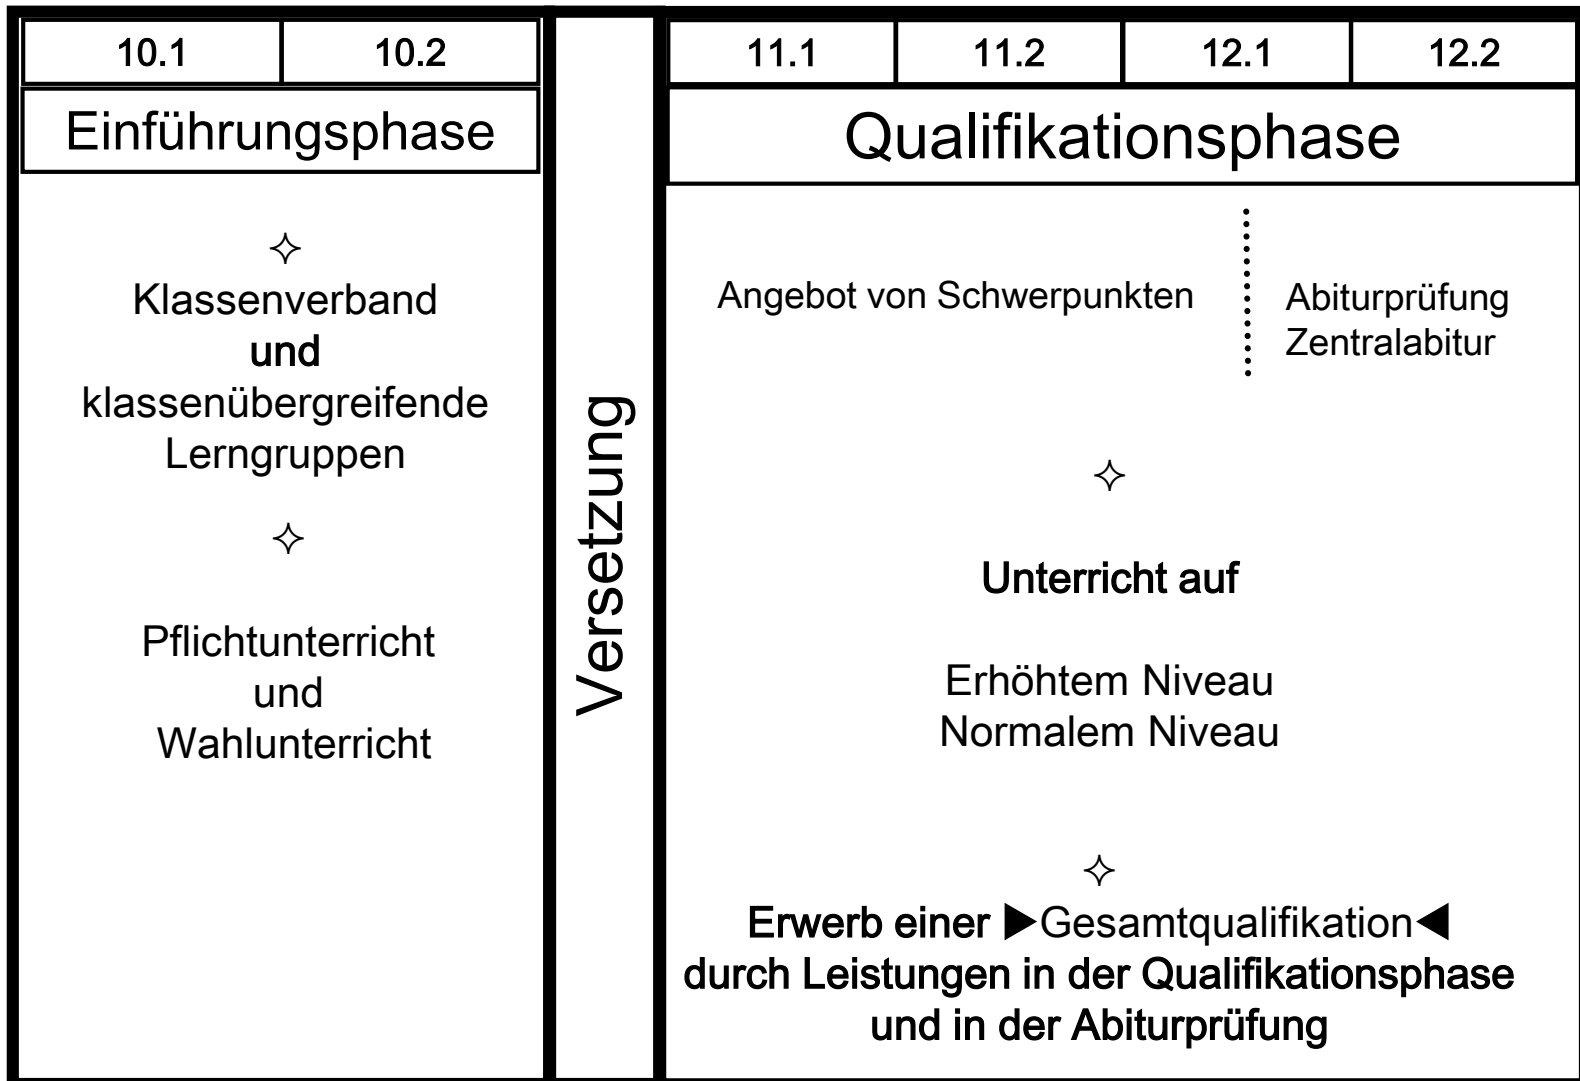 10.1 10.2
Einführungsphase
✧
Klassenverband
und
klassenübergreifende
Lerngruppen
✧
Pflichtunterricht
und
Wahlunterricht
Versetzung
11.1 11.2 12.1 12.2
Qualifikationsphase
Angebot von Schwerpunkten
Abiturprüfung
Zentralabitur
✧
Unterricht auf
Erhöhtem Niveau
Normalem Niveau
✧
Erwerb einer ▶Gesamtqualifikation◀
durch Leistungen in der Qualifikationsphase
und in der Abiturprüfung